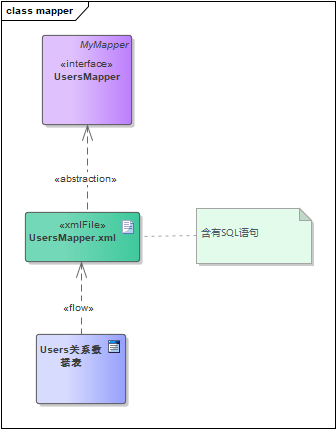 class mapper
MyMapper
«interface»
UsersMapper
«abstraction»
«xmlFile»
UsersMapper.xml
含有SQL语句
«flow»
Users关系数
据表